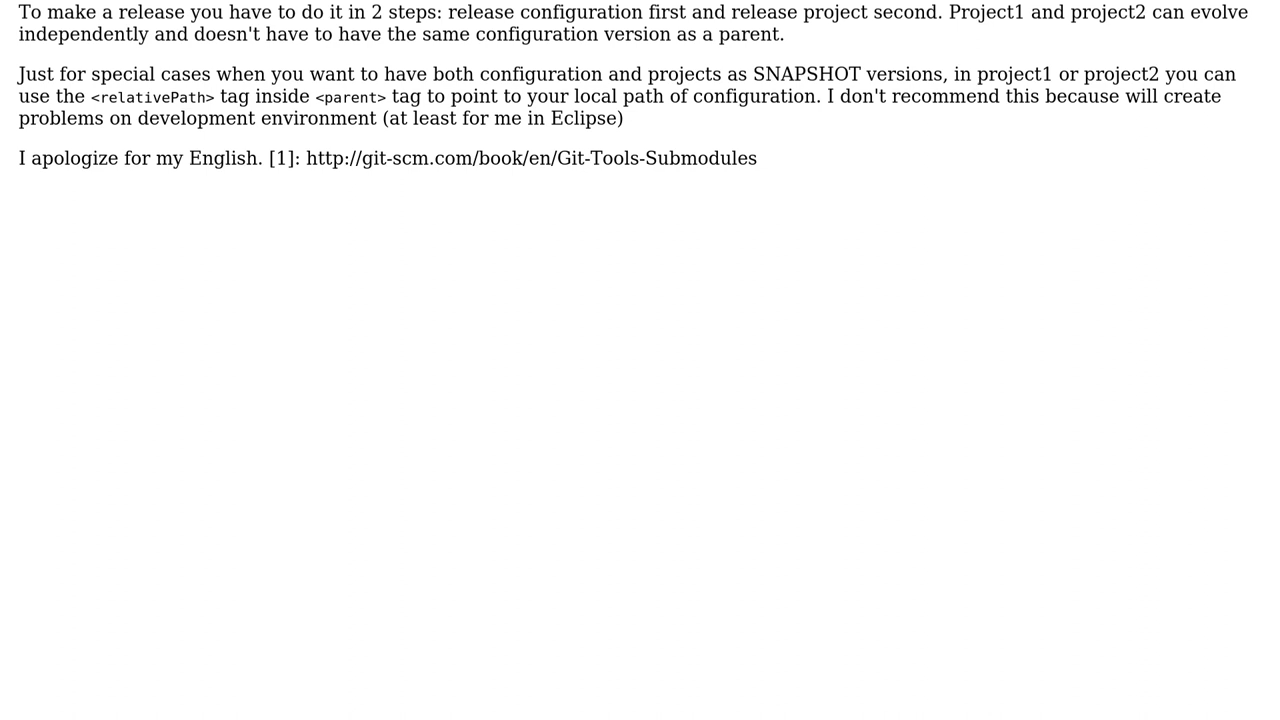 To make a release you have to do it in 2 steps: release configuration first and release project second. Project1 and project2 can evolve
independently and doesn't have to have the same configuration version as a parent.
Just for special cases when you want to have both configuration and projects as SNAPSHOT versions, in project1 or project2 you can
use the <relativePath> tag inside <parent> tag to point to your local path of configuration. I don't recommend this because will create
problems on development environment (at least for me in Eclipse)
I apologize for my English. [1]: http://git-scm.com/book/en/Git-Tools-Submodules